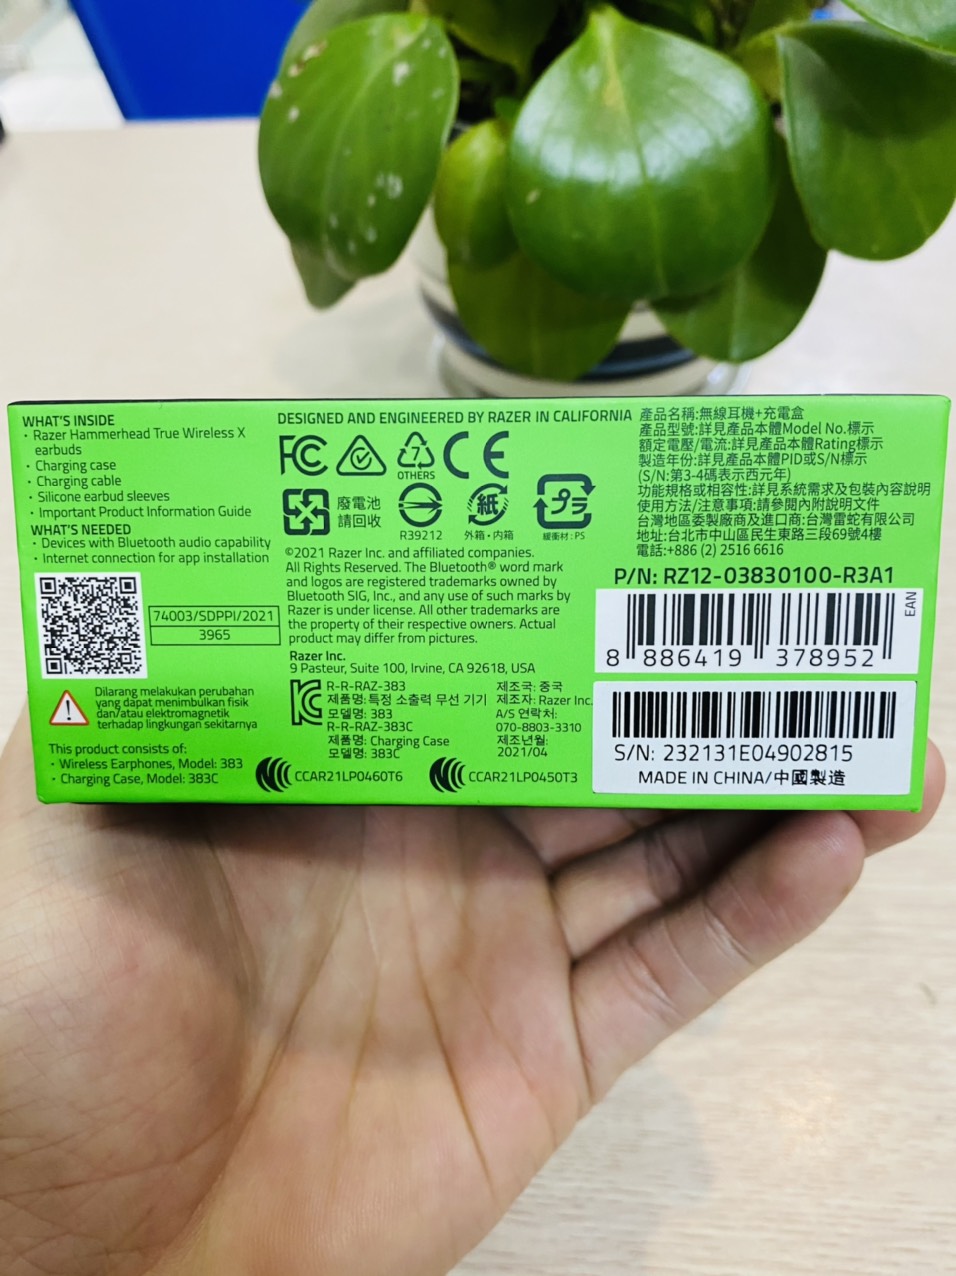 WHAT'S INSIDE
· Razer Hammerhead True Wireless X
earbuds
· Charging case
· Charging cable
· Silicone earbud sleeves
· Important Product Information Guide
WHAT'S NEEDED
· Devices with Bluetooth audio capability
· Internet connection for app installation
74003/SDPPI/2021
3965
Dilarang melakukan perubahan
yang dapat menimbulkan fisik
dan/atau elektromagnetik
terhadap lingkungan sekitarnya
This product consists of:
· Wireless Earphones, Model: 383
· Charging Case, Model: 383C
DESIGNED AND ENGINEERED BY RAZER IN CALIFORNIA
FC
7
OTHERS
CE
廢電池
請回收
R39212
紙
外箱・内箱
プラ
緩衝材: PS
©2021 Razer Inc. and affiliated companies.
All Rights Reserved. The Bluetooth® word mark
and logos are registered trademarks owned by
Bluetooth SIG, Inc., and any use of such marks by
Razer is under license. All other trademarks are
the property of their respective owners. Actual
product may differ from pictures.
Razer Inc.
9 Pasteur, Suite 100, Irvine, CA 92618, USA
R-R-RAZ-383
제품명: 특정 소출력 무선 기기
모델명: 383
R-R-RAZ-383C
제품명: Charging Case
모델명: 383C
제조국: 중국
제조자: Razer Inc.
A/S 연락처:
070-8803-3310
제조년월:
2021/04
CCAR21LP0460T6
CCAR21LP0450T3
產品名稱:無線耳機+充電盒
產品型號:詳見產品本體Model No.標示
額定電壓/電流:詳見產品本體Rating標示
製造年份:詳見產品本體PID或S/N標示
(S/N:第3-4碼表示西元年)
功能規格或相容性:詳見系統需求及包裝內容說明
使用方法/注意事項:請參閱內附說明文件
台灣地區委製廠商及進口商:台灣雷蛇有限公司
地址:台北市中山區民生東路三段69號4樓
電話:+886 (2) 2516 6616
P/N: RZ12-03830100-R3A1
EAN
8 886419 378952
S/N: 232131E04902815
MADE IN CHINA/中國製造